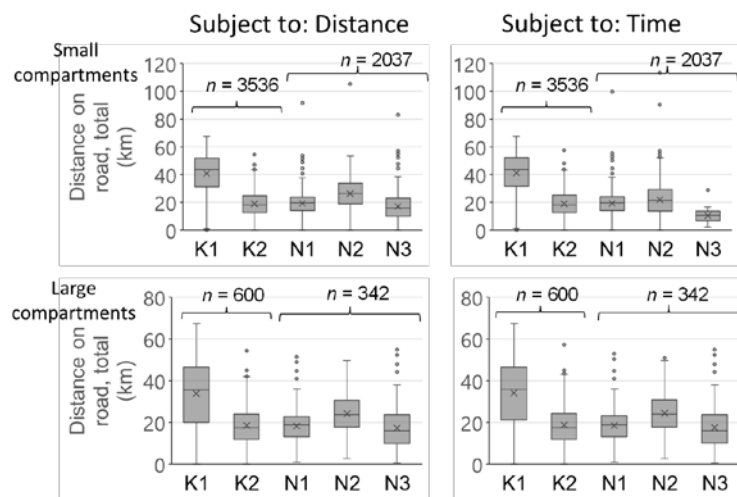 Subject to: Distance
Subject to: Time
Small
compartments
Distance on
road, total
(km)
120
100
80
60
40
20
0
n = 3536
n = 2037
K1 K2 N1 N2 N3
120
100
80
60
40
20
0
n = 3536
n = 2037
K1 K2 N1 N2 N3
Large
compartments
Distance on
road, total
(km)
80
60
40
20
0
n = 600
n = 342
K1 K2 N1 N2 N3
80
60
40
20
0
n = 600
n = 342
K1 K2 N1 N2 N3